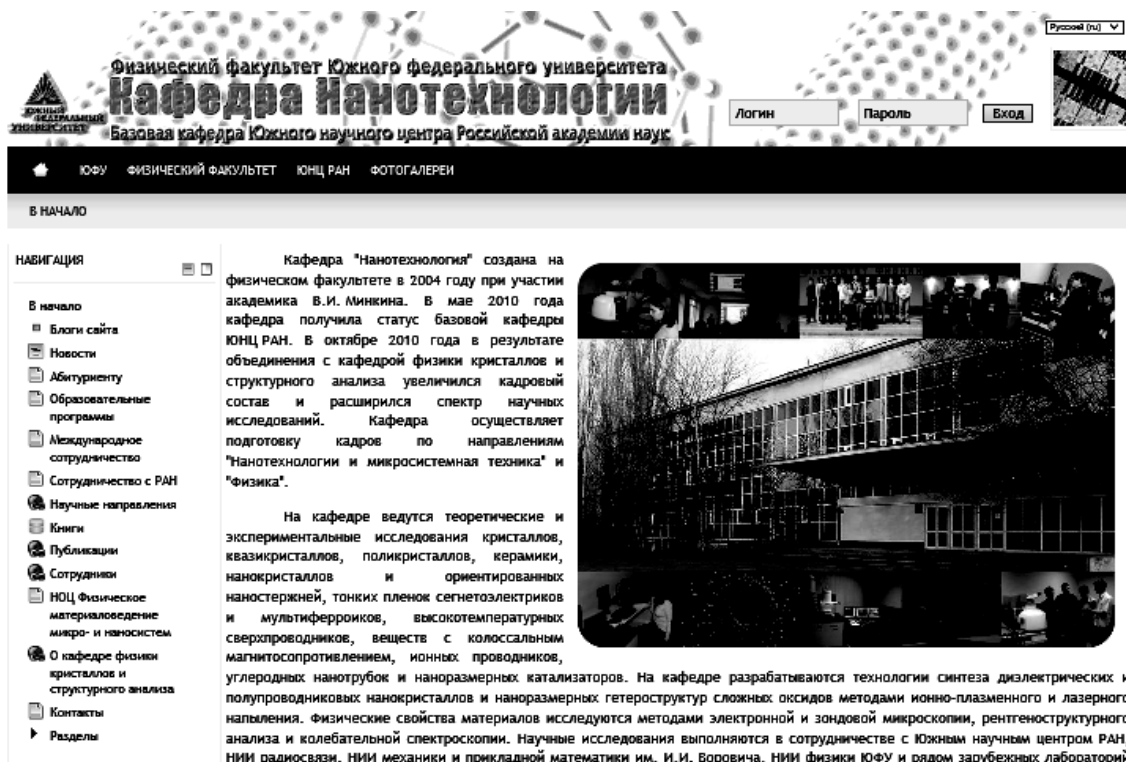 Русский (ru)
Физический факультет Южного федерального университета
Кафедра Нанотехнологии
Базовая кафедра Южного научного центра Российской академии наук
ЮЖНЫЙ
ФЕДЕРАЛЬНЫЙ
УНИВЕРСИТЕТ
Логин
Пароль
Вход
ЮФУ ФИЗИЧЕСКИЙ ФАКУЛЬТЕТ ЮНЦ РАН ФОТОГАЛЕРЕИ
В НАЧАЛО
НАВИГАЦИЯ
В начало
Блоги сайта
Новости
Абитуриенту
Образовательные
программы
Международное
сотрудничество
Сотрудничество с РАН
Научные направления
Книги
Публикации
Сотрудники
НОЦ Физическое
материаловедение
микро- и наносистем
О кафедре физики
кристаллов и
структурного анализа
Контакты
Разделы
Кафедра "Нанотехнология" создана на
физическом факультете в 2004 году при участии
академика В.И. Минкина. В мае 2010 года
кафедра получила статус базовой кафедры
ЮНЦ РАН. В октябре 2010 года в результате
объединения с кафедрой физики кристаллов и
структурного анализа увеличился кадровый
состав и расширился спектр научных
исследований. Кафедра осуществляет
подготовку кадров по направлениям
"Нанотехнологии и микросистемная техника" и
"Физика".
На кафедре ведутся теоретические и
экспериментальные исследования кристаллов,
квазикристаллов, поликристаллов, керамики,
нанокристаллов и ориентированных
наностержней, тонких пленок сегнетоэлектриков
и мультиферроиков, высокотемпературных
сверхпроводников, веществ с колоссальным
магнитосопротивлением, ионных проводников,
углеродных нанотрубок и наноразмерных катализаторов. На кафедре разрабатываются технологии синтеза диэлектрических и
полупроводниковых нанокристаллов и наноразмерных гетероструктур сложных оксидов методами ионно-плазменного и лазерного
напыления. Физические свойства материалов исследуются методами электронной и зондовой микроскопии, рентгеноструктурного
анализа и колебательной спектроскопии. Научные исследования выполняются в сотрудничестве с Южным научным центром РАН,
НИИ радиосвязи, НИИ механики и прикладной математики им. И.И. Воровича, НИИ физики ЮФУ и рядом зарубежных лабораторий